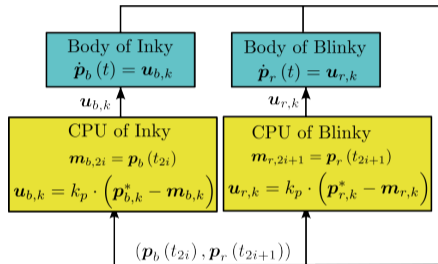 Body of Inky
ṗ_b (t) = u_{b,k}
Body of Blinky
ṗ_r (t) = u_{r,k}
u_{b,k}
u_{r,k}
CPU of Inky
m_{b,2i} = p_b (t_{2i})
u_{b,k} = k_p · (p*_{b,k} − m_{b,k})
CPU of Blinky
m_{r,2i+1} = p_r (t_{2i+1})
u_{r,k} = k_p · (p*_{r,k} − m_{r,k})
(p_b (t_{2i}) , p_r (t_{2i+1}))